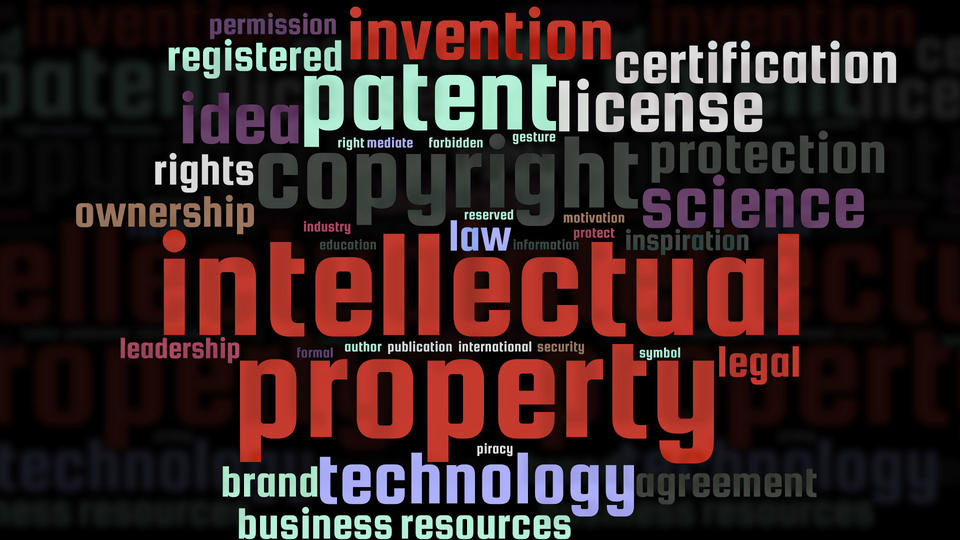 permission
invention
registered
certification
patent
license
idea
right mediate forbidden gesture
copyright
protection
rights
science
ownership
reserved
motivation
industry
law
protect
education
information
inspiration
intellectual
leadership
formal author publication international security symbol
legal
property
piracy
brand
technology
agreement
business resources